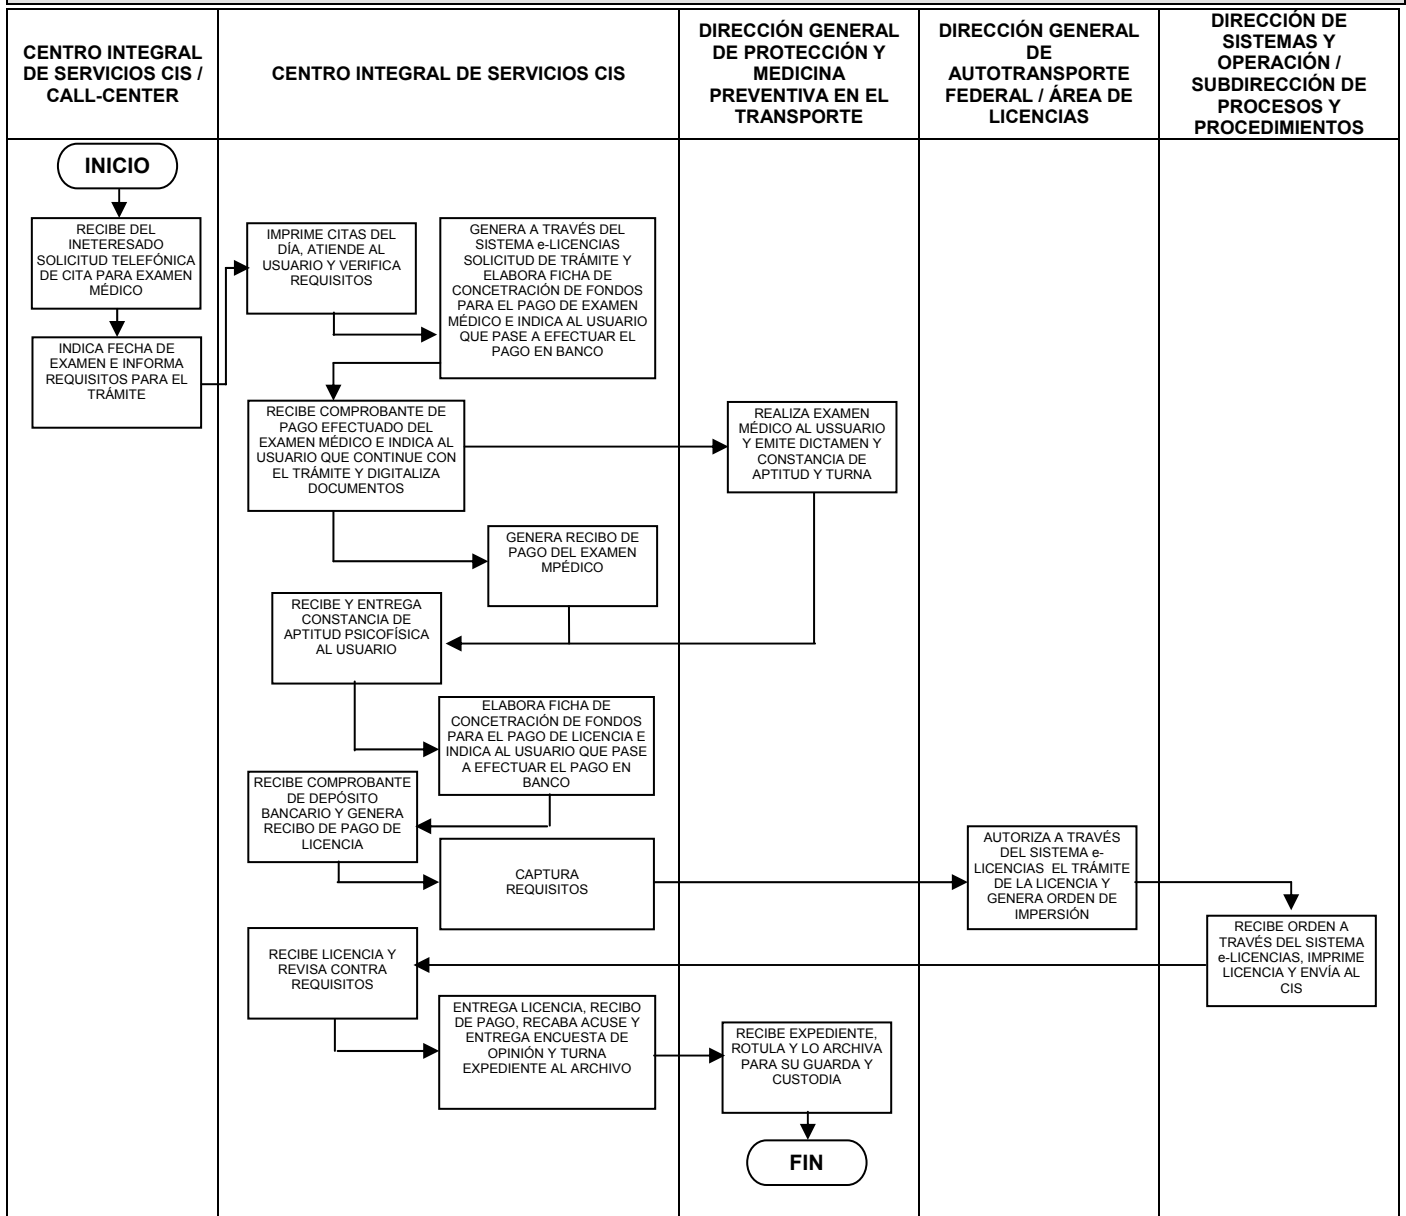 CENTRO INTEGRAL
DE SERVICIOS CIS /
CALL-CENTER
CENTRO INTEGRAL DE SERVICIOS CIS
DIRECCIÓN GENERAL
DE PROTECCIÓN Y
MEDICINA
PREVENTIVA EN EL
TRANSPORTE
DIRECCIÓN GENERAL
DE
AUTOTRANSPORTE
FEDERAL / ÁREA DE
LICENCIAS
DIRECCIÓN DE
SISTEMAS Y
OPERACIÓN /
SUBDIRECCIÓN DE
PROCESOS Y
PROCEDIMIENTOS
INICIO
RECIBE DEL
INETERESADO
SOLICITUD TELEFÓNICA
DE CITA PARA EXAMEN
MÉDICO
INDICA FECHA DE
EXAMEN E INFORMA
REQUISITOS PARA EL
TRÁMITE
IMPRIME CITAS DEL
DÍA, ATIENDE AL
USUARIO Y VERIFICA
REQUISITOS
GENERA A TRAVÉS DEL
SISTEMA e-LICENCIAS
SOLICITUD DE TRÁMITE Y
ELABORA FICHA DE
CONCETRACIÓN DE FONDOS
PARA EL PAGO DE EXAMEN
MÉDICO E INDICA AL USUARIO
QUE PASE A EFECTUAR EL
PAGO EN BANCO
RECIBE COMPROBANTE DE
PAGO EFECTUADO DEL
EXAMEN MÉDICO E INDICA AL
USUARIO QUE CONTINUE CON
EL TRÁMITE Y DIGITALIZA
DOCUMENTOS
REALIZA EXAMEN
MÉDICO AL USSUARIO
Y EMITE DICTAMEN Y
CONSTANCIA DE
APTITUD Y TURNA
GENERA RECIBO DE
PAGO DEL EXAMEN
MPÉDICO
RECIBE Y ENTREGA
CONSTANCIA DE
APTITUD PSICOFÍSICA
AL USUARIO
ELABORA FICHA DE
CONCETRACIÓN DE FONDOS
PARA EL PAGO DE LICENCIA E
INDICA AL USUARIO QUE PASE
A EFECTUAR EL PAGO EN
BANCO
RECIBE COMPROBANTE
DE DEPÓSITO
BANCARIO Y GENERA
RECIBO DE PAGO DE
LICENCIA
CAPTURA
REQUISITOS
AUTORIZA A TRAVÉS
DEL SISTEMA e-
LICENCIAS EL TRÁMITE
DE LA LICENCIA Y
GENERA ORDEN DE
IMPERSIÓN
RECIBE ORDEN A
TRAVÉS DEL SISTEMA
e-LICENCIAS, IMPRIME
LICENCIA Y ENVÍA AL
CIS
RECIBE LICENCIA Y
REVISA CONTRA
REQUISITOS
ENTREGA LICENCIA, RECIBO
DE PAGO, RECABA ACUSE Y
ENTREGA ENCUESTA DE
OPINIÓN Y TURNA
EXPEDIENTE AL ARCHIVO
RECIBE EXPEDIENTE,
ROTULA Y LO ARCHIVA
PARA SU GUARDA Y
CUSTODIA
FIN